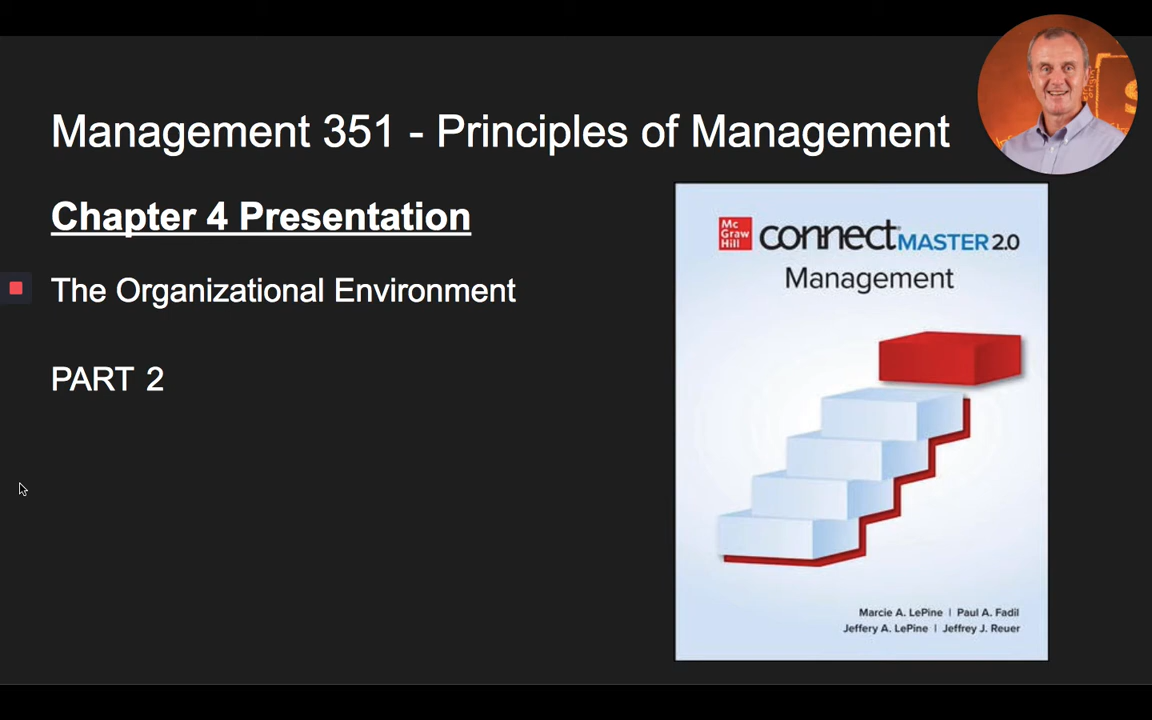 Management 351 - Principles of Management
Chapter 4 Presentation
The Organizational Environment
PART 2
Mc
Graw
Hill
connect MASTER 2.0
Management
Marcie A. LePine | Paul A. Fadil
Jeffery A. LePine | Jeffrey J. Reuer